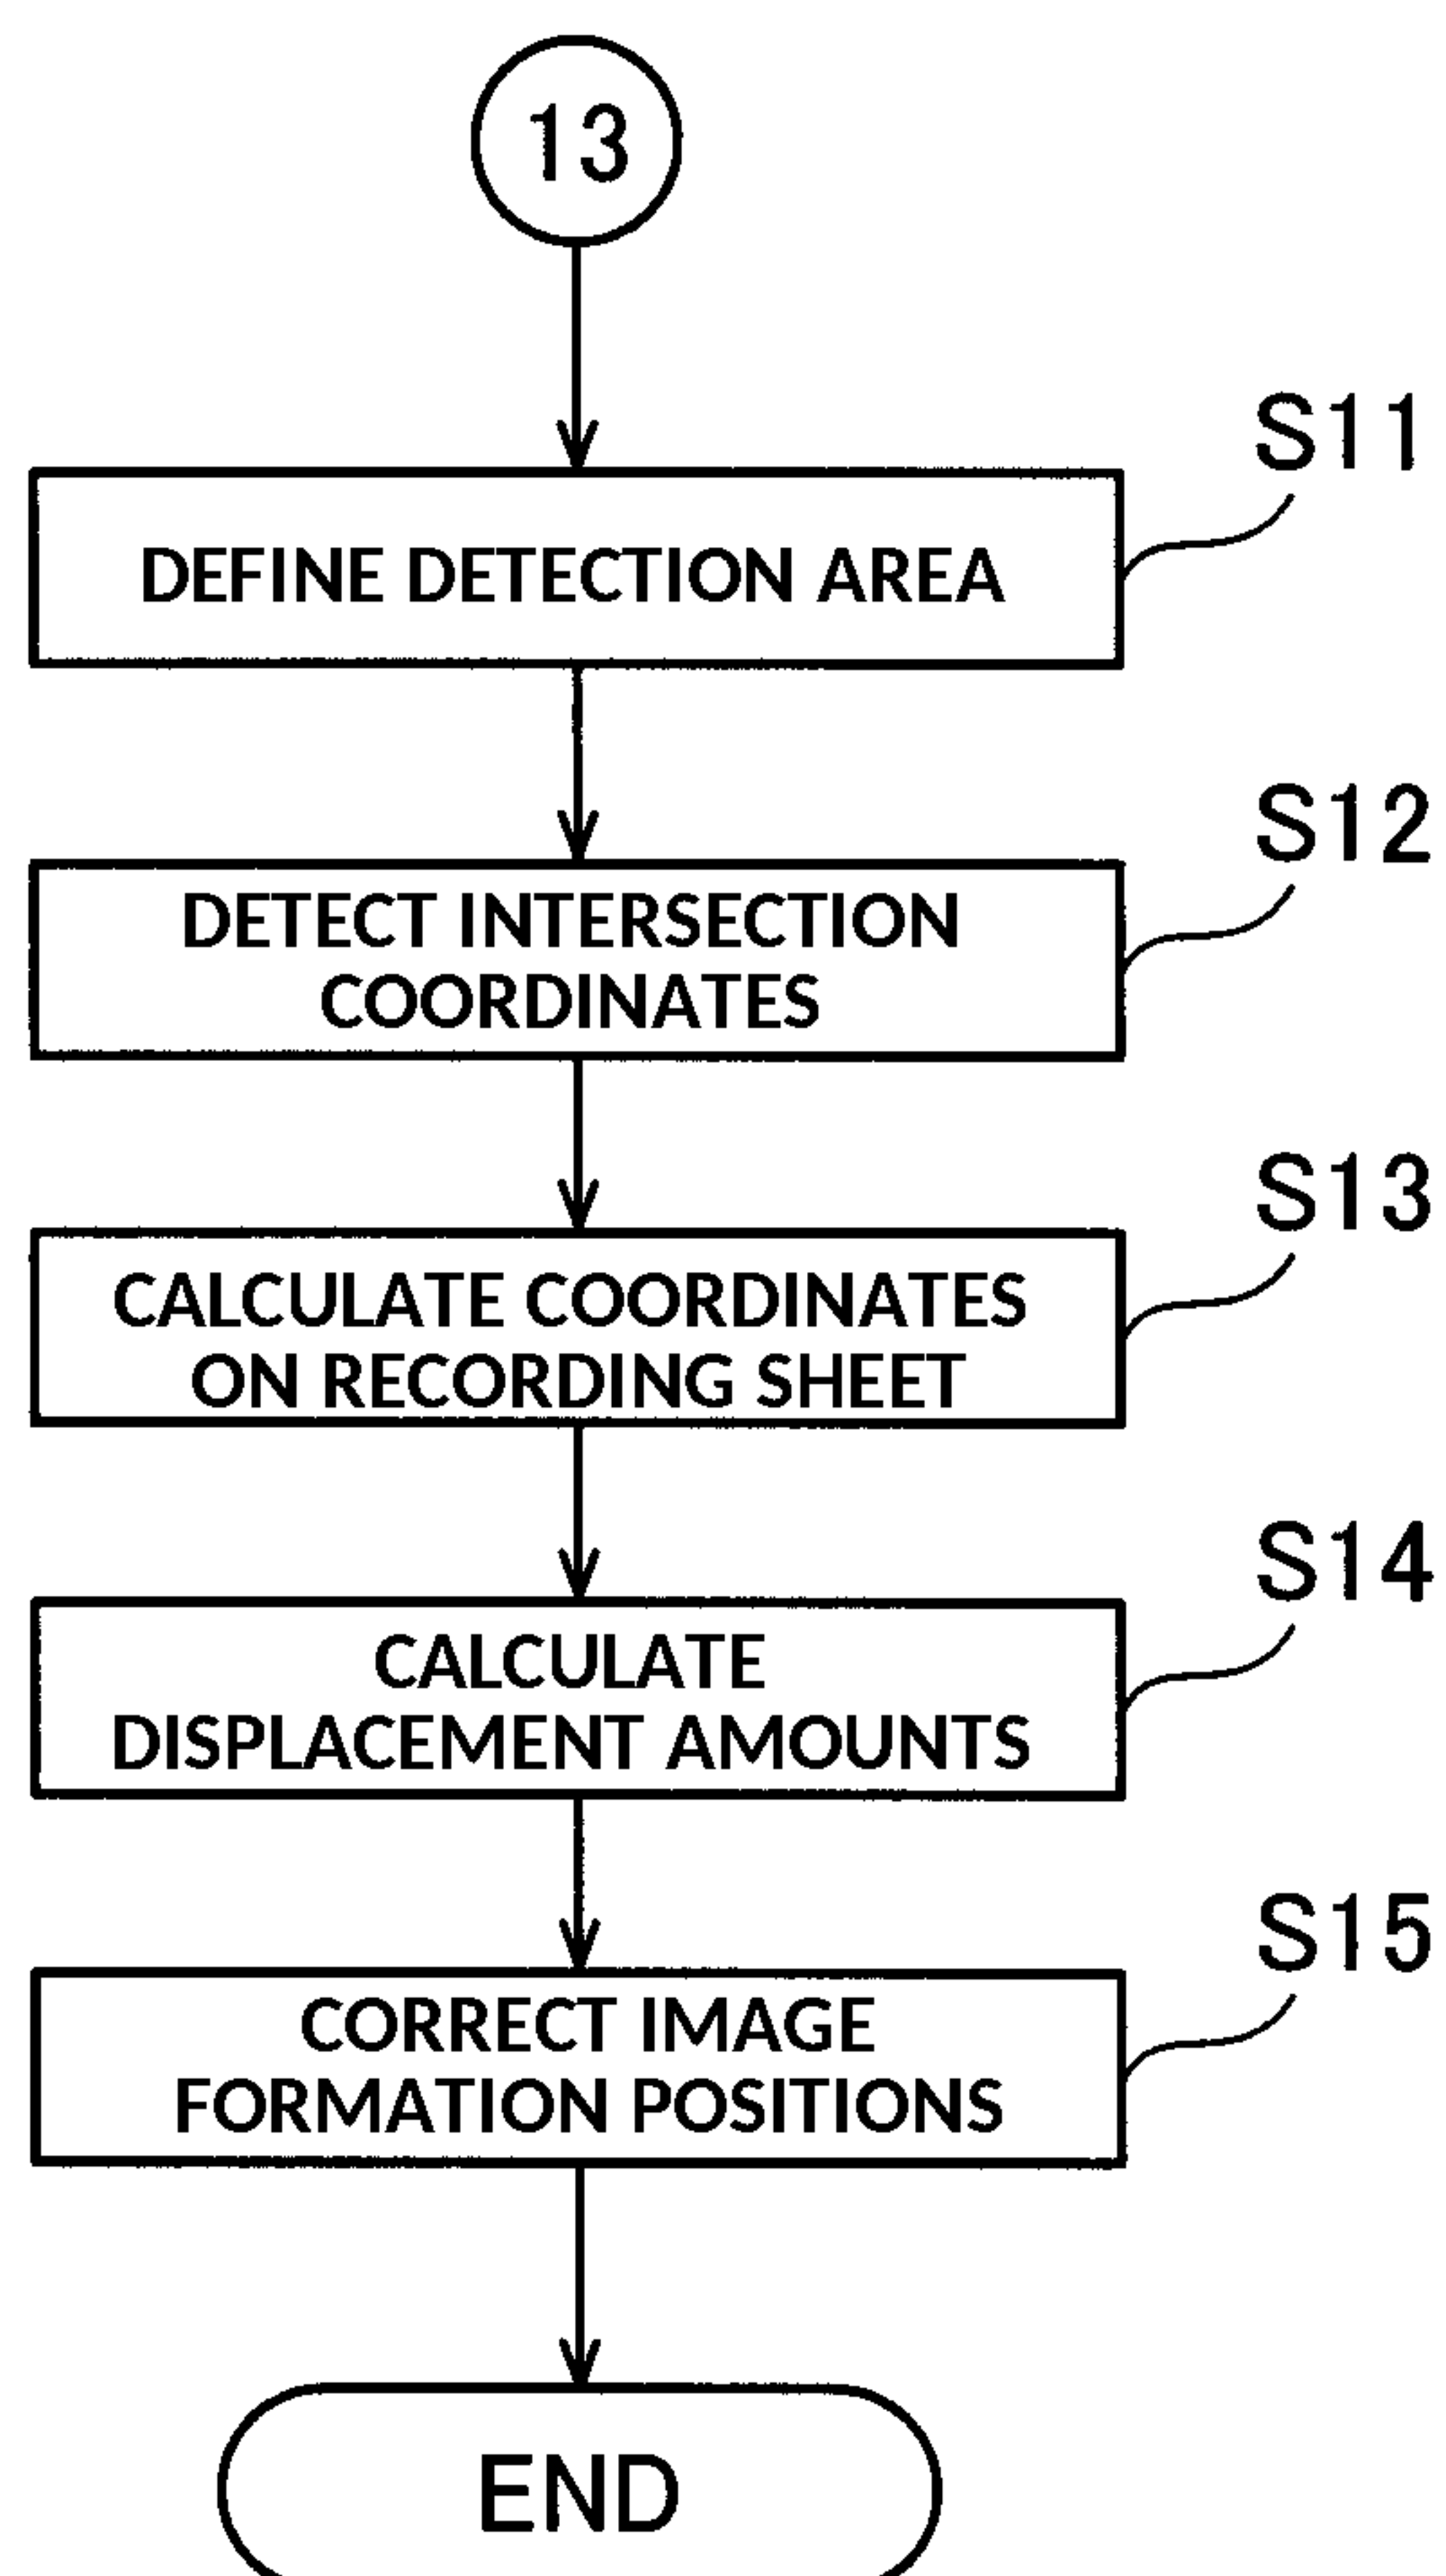 13
S11
DEFINE DETECTION AREA
S12
DETECT INTERSECTION
COORDINATES
S13
CALCULATE COORDINATES
ON RECORDING SHEET
S14
CALCULATE
DISPLACEMENT AMOUNTS
S15
CORRECT IMAGE
FORMATION POSITIONS
END